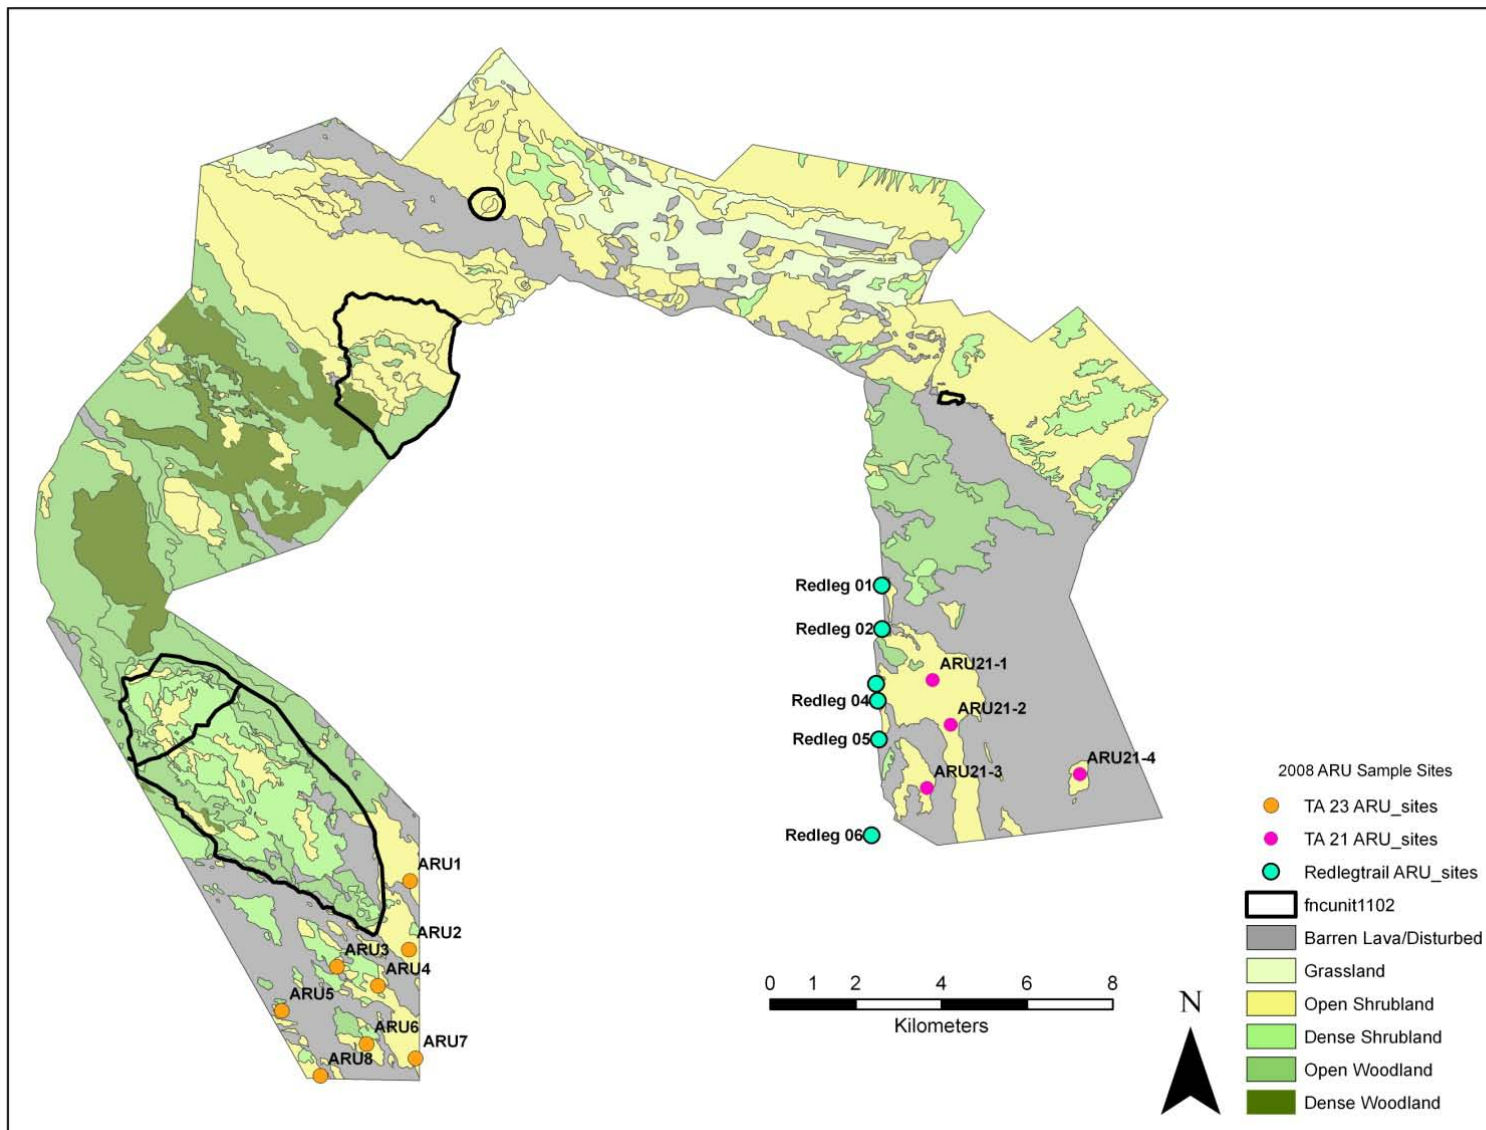 Redleg 01
Redleg 02
ARU21-1
Redleg 04
ARU21-2
Redleg 05
ARU21-3
ARU21-4
Redleg 06
ARU1
ARU2
ARU3
ARU4
ARU5
ARU6
ARU7
ARU8
0 1 2 4 6 8
Kilometers
N
2008 ARU Sample Sites
TA 23 ARU_sites
TA 21 ARU_sites
Redlegtrail ARU_sites
fncunit1102
Barren Lava/Disturbed
Grassland
Open Shrubland
Dense Shrubland
Open Woodland
Dense Woodland